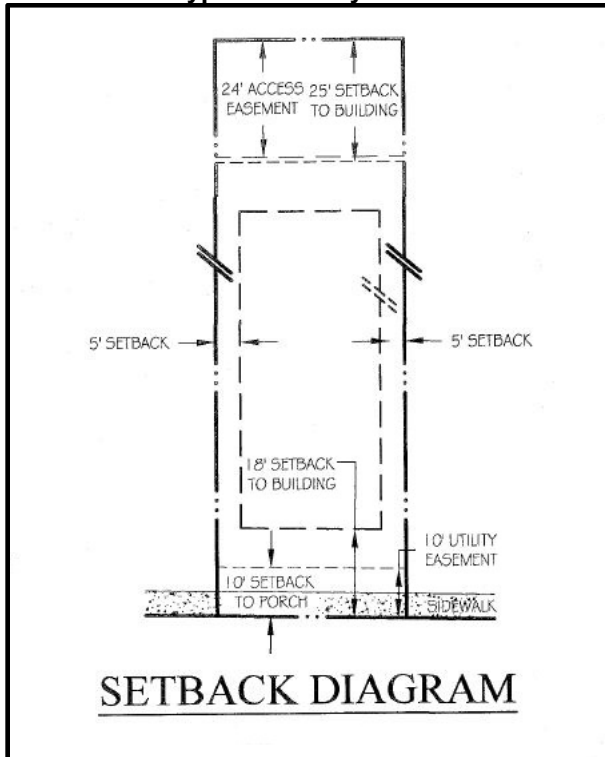 24' ACCESS
EASEMENT
25' SETBACK
TO BUILDING
5' SETBACK
5' SETBACK
18' SETBACK
TO BUILDING
10' UTILITY
EASEMENT
10' SETBACK
TO PORCH
SIDEWALK
SETBACK DIAGRAM